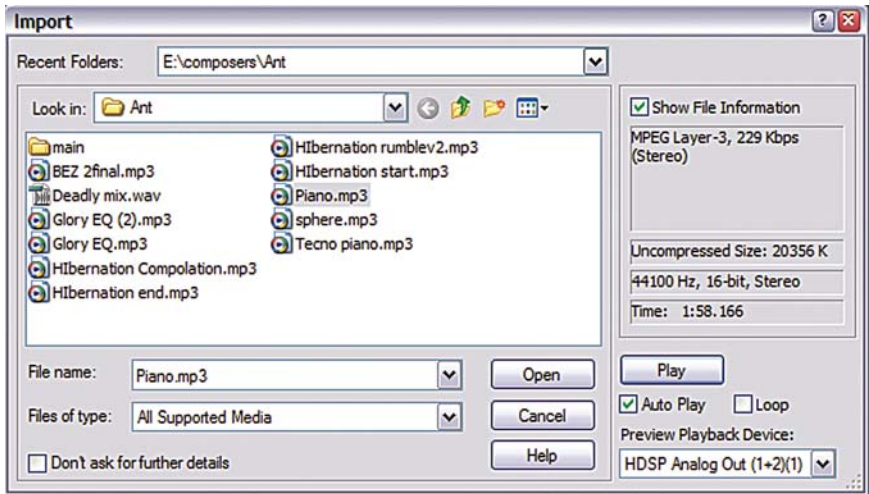 Import
Recent Folders: E:\composers\Ant
Look in: Ant
main
BEZ 2final.mp3
Deadly mix.wav
Glory EQ (2).mp3
Glory EQ.mp3
HIbernation Compolation.mp3
HIbernation end.mp3
HIbernation rumblev2.mp3
HIbernation start.mp3
Piano.mp3
sphere.mp3
Tecno piano.mp3
File name: Piano.mp3
Open
Files of type: All Supported Media
Cancel
Don't ask for further details
Help
Show File Information
MPEG Layer-3, 229 Kbps
(Stereo)
Uncompressed Size: 20356 K
44100 Hz, 16-bit, Stereo
Time: 1:58.166
Play
Auto Play Loop
Preview Playback Device:
HDSP Analog Out (1+2)(1)